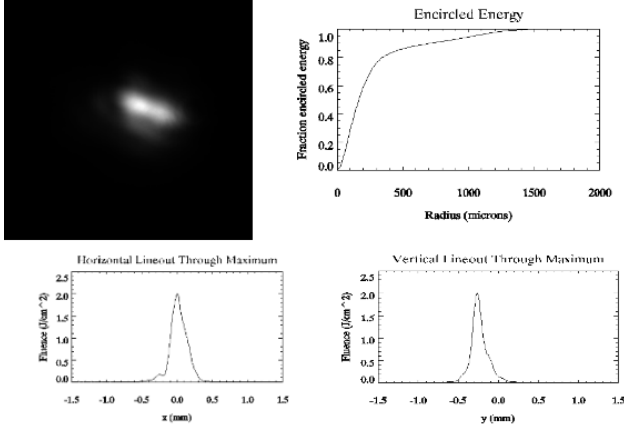 Encircled Energy
Fraction encircled energy
1.0
0.8
0.6
0.4
0.2
0.0
0 500 1000 1500 2000
Radius (microns)
Horizontal Lineout Through Maximum
Fluence (J/cm^2)
2.5
2.0
1.5
1.0
0.5
0.0
-1.5 -1.0 -0.5 0.0 0.5 1.0 1.5
x (mm)
Vertical Lineout Through Maximum
Fluence (J/cm^2)
2.5
2.0
1.5
1.0
0.5
0.0
-1.5 -1.0 -0.5 0.0 0.5 1.0 1.5
y (mm)